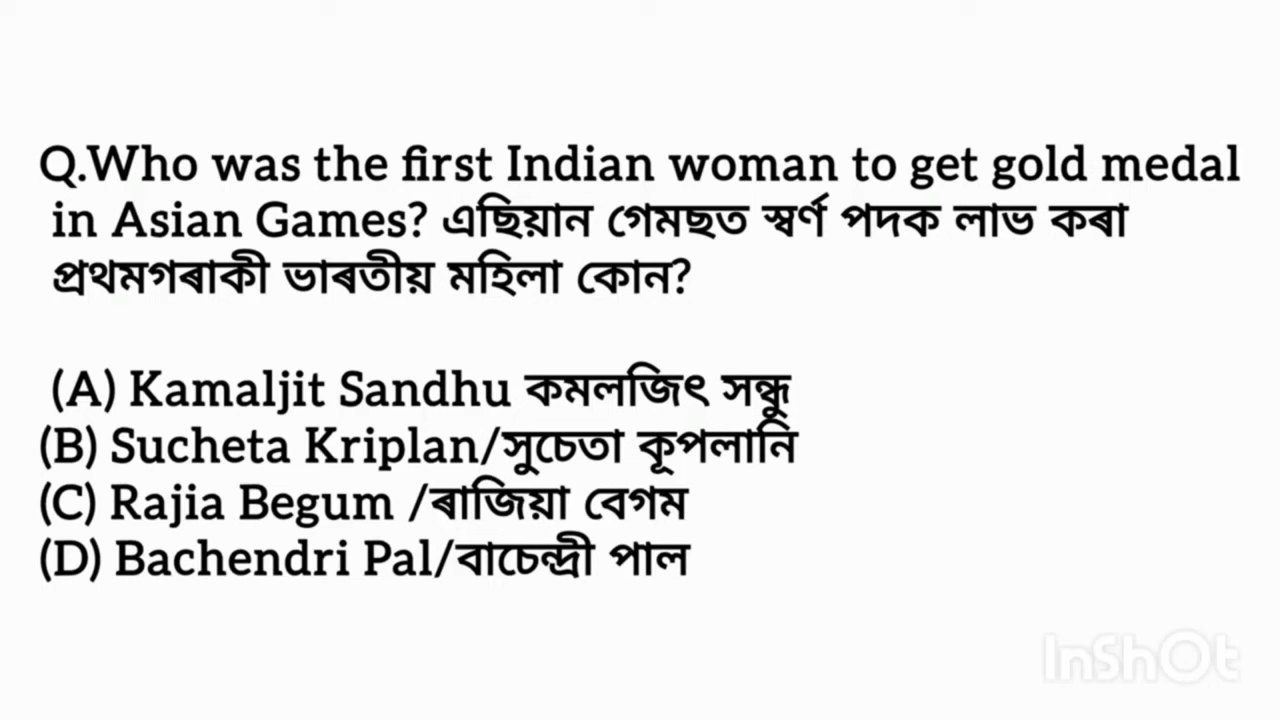 Q.Who was the first Indian woman to get gold medal
in Asian Games? এছিয়ান গেমছত স্বৰ্ণ পদক লাভ কৰা
প্ৰথমগৰাকী ভাৰতীয় মহিলা কোন?
(A) Kamaljit Sandhu কমলজিৎ সন্ধু
(B) Sucheta Kriplan/সুচেতা কূপলানি
(C) Rajia Begum /ৰাজিয়া বেগম
(D) Bachendri Pal/বাচেন্দ্ৰী পাল
InShOt